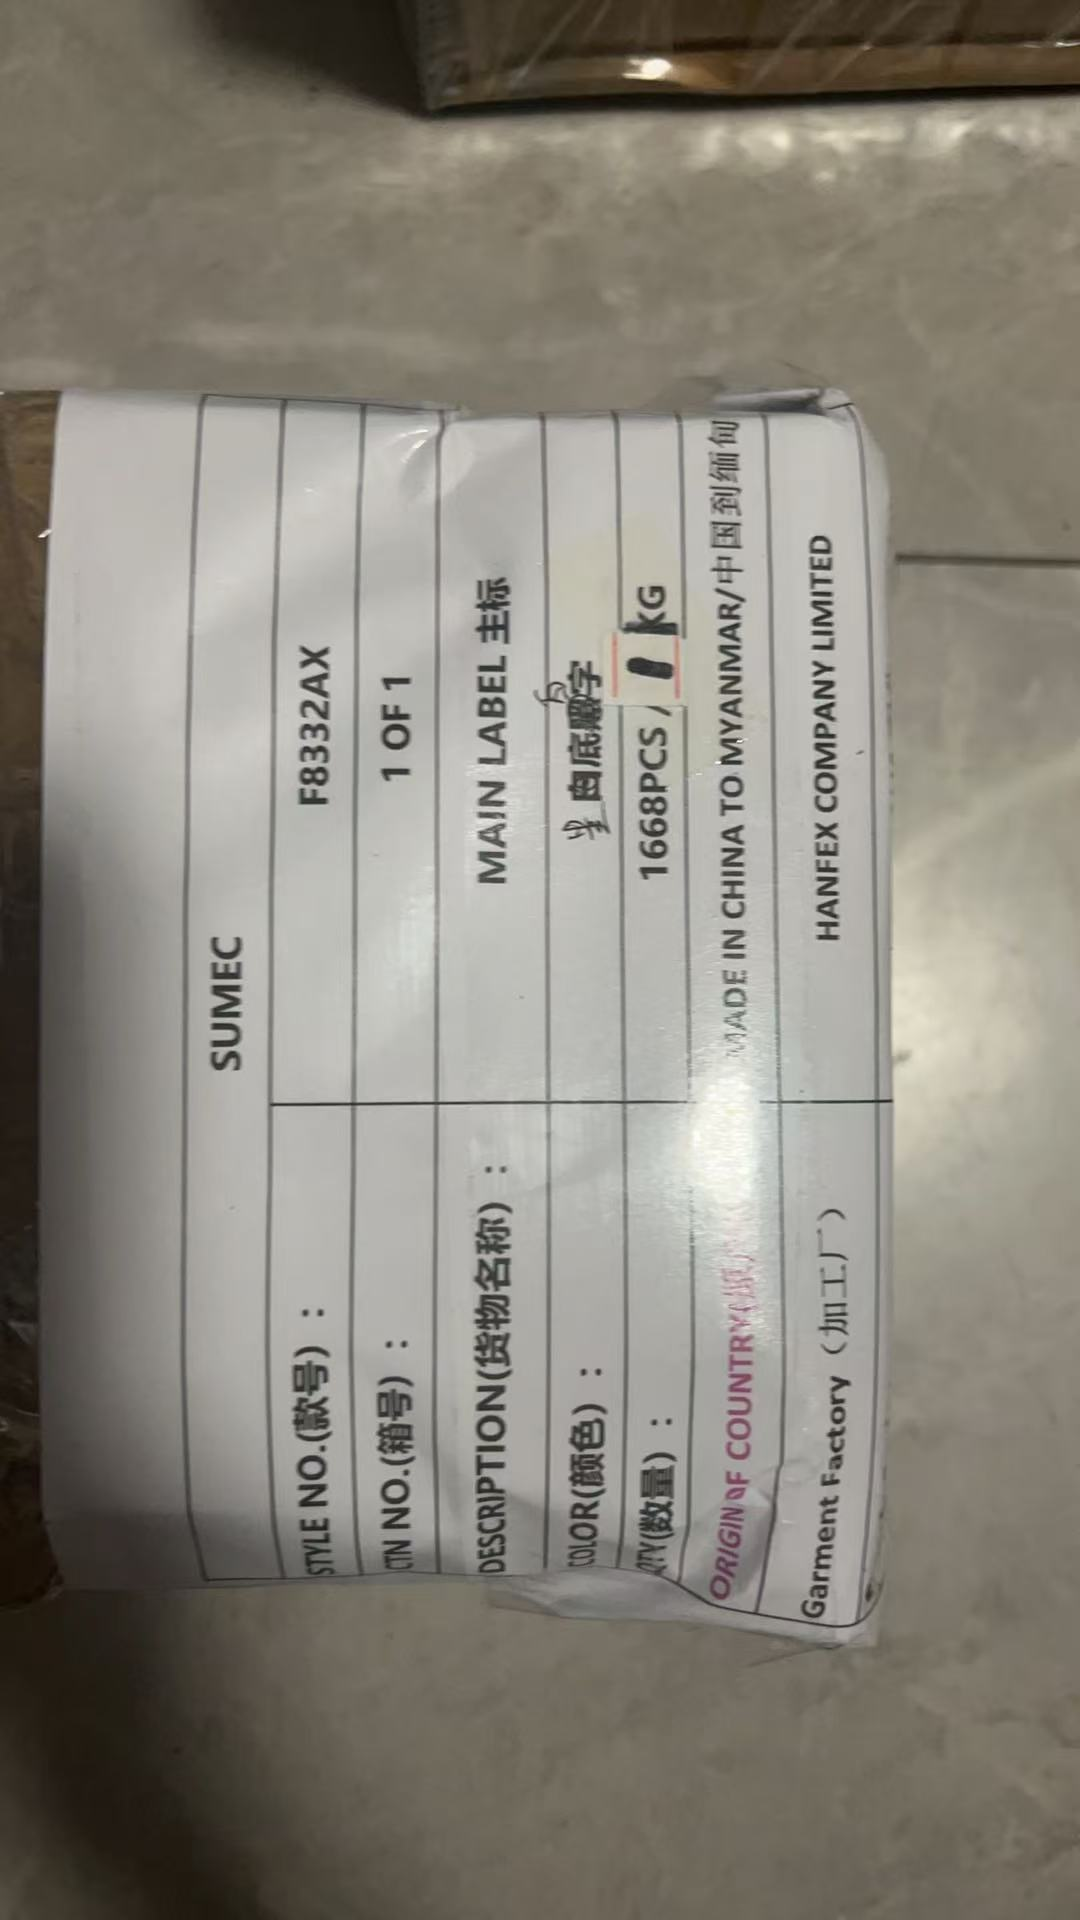 SUMEC
STYLE NO.(款号) : F8332AX
CTN NO.(箱号) : 1 OF 1
DESCRIPTION(货物名称) : MAIN LABEL 主标
COLOR(颜色) : 底 字
QTY(数量) : 1668PCS / 1 KG
ORIGIN OF COUNTRY MADE IN CHINA TO MYANMAR/中国到缅甸
Garment Factory（加工厂） HANFEX COMPANY LIMITED